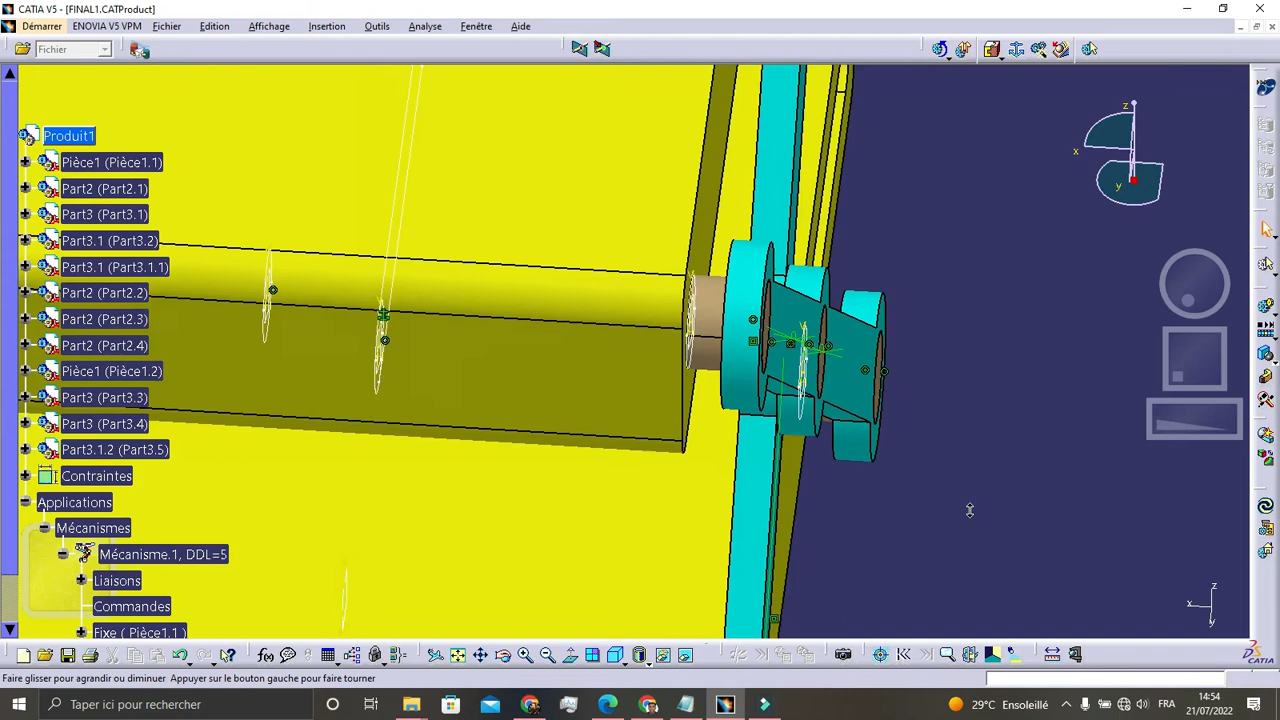 CATIA V5 - [FINAL1.CATProduct]
Démarrer ENOVIA V5 VPM Fichier Edition Affichage Insertion Outils Analyse Fenêtre Aide
Fichier
Produit1
Pièce1 (Pièce1.1)
Part2 (Part2.1)
Part3 (Part3.1)
Part3.1 (Part3.2)
Part3.1 (Part3.1.1)
Part2 (Part2.2)
Part2 (Part2.3)
Part2 (Part2.4)
Pièce1 (Pièce1.2)
Part3 (Part3.3)
Part3 (Part3.4)
Part3.1.2 (Part3.5)
Contraintes
Applications
Mécanismes
Mécanisme.1, DDL=5
Liaisons
Commandes
Fixe ( Pièce1.1 )
z
x
y
z
x
y
f(x)
CATIA
Faire glisser pour agrandir ou diminuer Appuyer sur le bouton gauche pour faire tourner
Taper ici pour rechercher
29°C Ensoleillé
FRA
14:54
21/07/2022